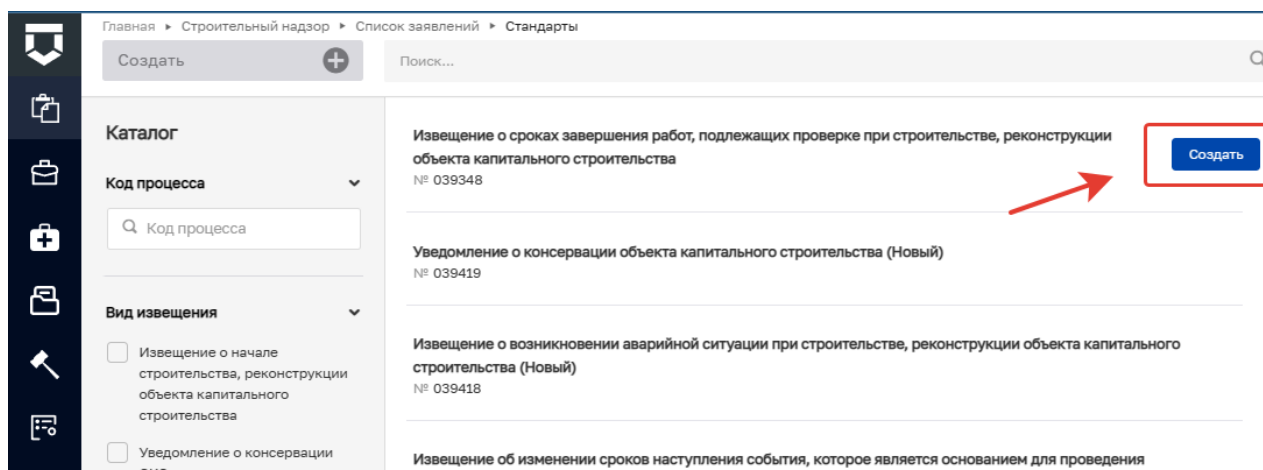 Главная ▸ Строительный надзор ▸ Список заявлений ▸ Стандарты
Создать
Поиск...
Каталог
Код процесса
Код процесса
Вид извещения
Извещение о начале
строительства, реконструкции
объекта капитального
строительства
Уведомление о консервации
Извещение о сроках завершения работ, подлежащих проверке при строительстве, реконструкции
объекта капитального строительства
№ 039348
Создать
Уведомление о консервации объекта капитального строительства (Новый)
№ 039419
Извещение о возникновении аварийной ситуации при строительстве, реконструкции объекта капитального
строительства (Новый)
№ 039418
Извещение об изменении сроков наступления события, которое является основанием для проведения